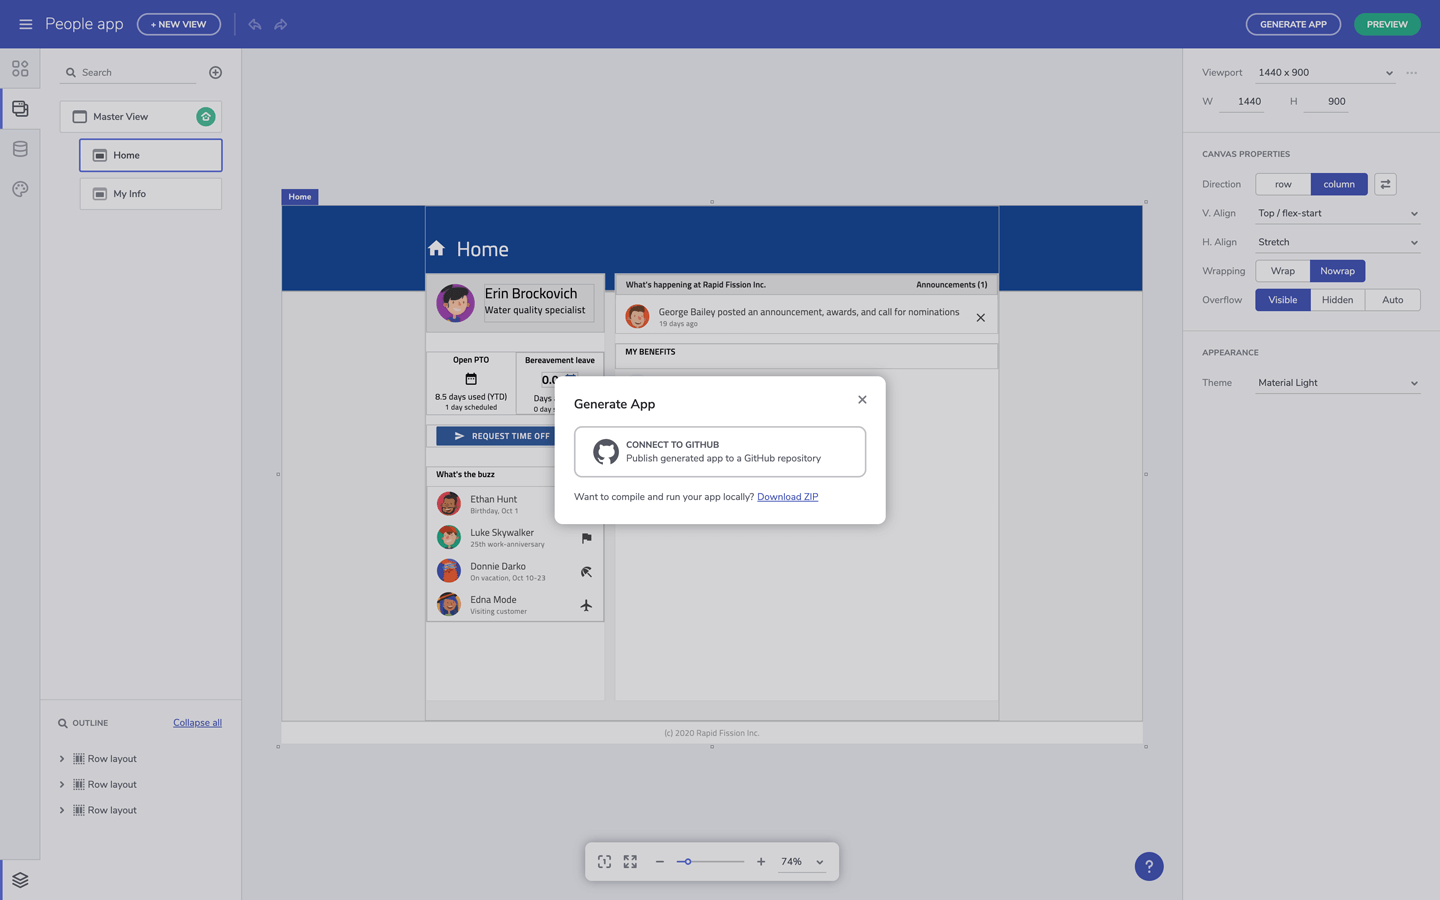 People app
+ NEW VIEW
GENERATE APP
PREVIEW
Search
Master View
Home
My Info
OUTLINE
Collapse all
Row layout
Row layout
Row layout
Home
Home
Erin Brockovich
Water quality specialist
Open PTO
8.5 days used (YTD)
1 day scheduled
Bereavement leave
0.0
Days
0 day s
REQUEST TIME OFF
What's the buzz
Ethan Hunt
Birthday, Oct 1
Luke Skywalker
25th work-anniversary
Donnie Darko
On vacation, Oct 10-23
Edna Mode
Visiting customer
What's happening at Rapid Fission Inc.
Announcements (1)
George Bailey posted an announcement, awards, and call for nominations
19 days ago
MY BENEFITS
(c) 2020 Rapid Fission Inc.
Generate App
CONNECT TO GITHUB
Publish generated app to a GitHub repository
Want to compile and run your app locally? Download ZIP
74%
?
Viewport
1440 x 900
W 1440 H 900
CANVAS PROPERTIES
Direction row column
V. Align Top / flex-start
H. Align Stretch
Wrapping Wrap Nowrap
Overflow Visible Hidden Auto
APPEARANCE
Theme Material Light